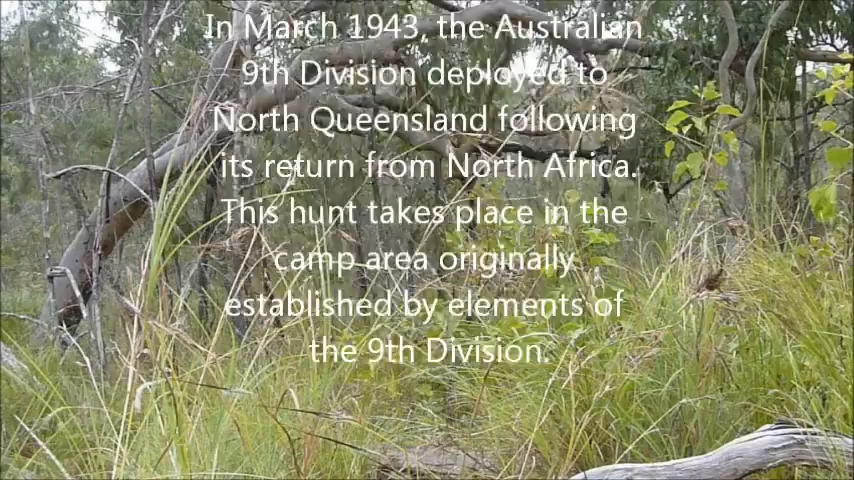 In March 1943, the Australian
9th Division deployed to
North Queensland following
its return from North Africa.
This hunt takes place in the
camp area originally
established by elements of
the 9th Division.